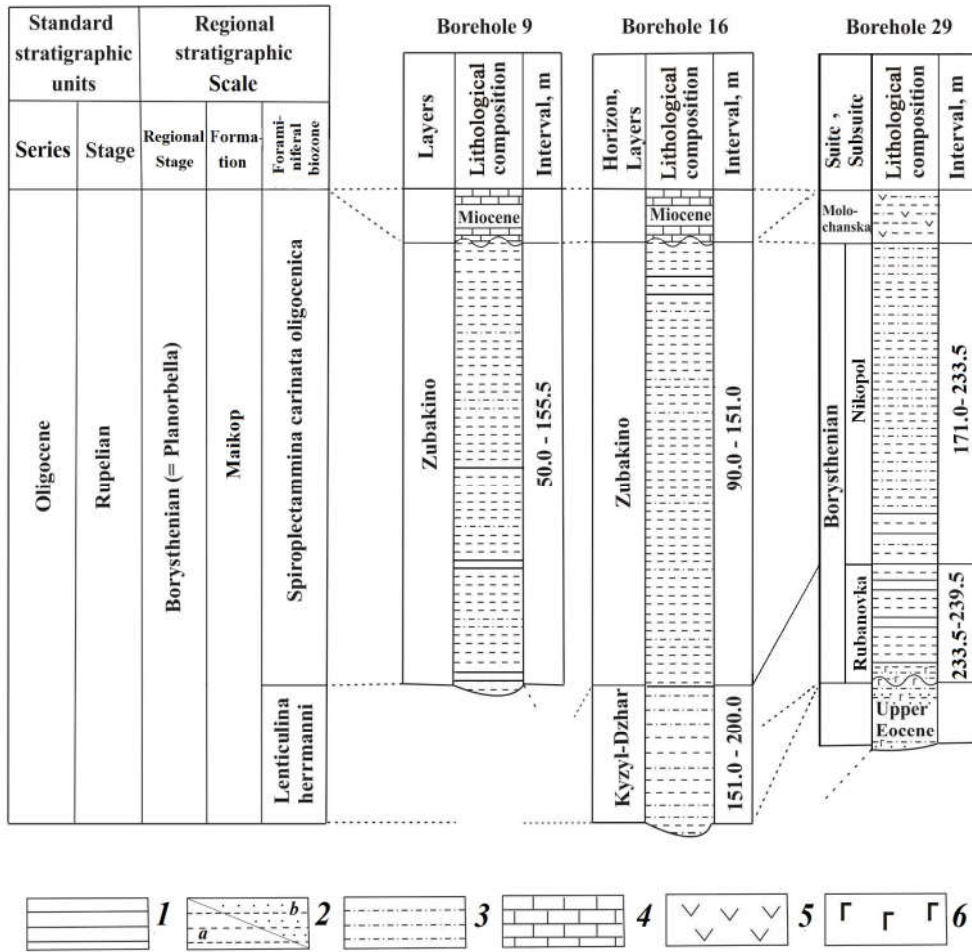 Standard
stratigraphic
units
Regional
stratigraphic
Scale
Series
Stage
Regional
Stage
Forma-
tion
Forami-
niferal
biozone
Oligocene
Rupelian
Borysthenian (= Planorbella)
Maikop
Spiroplectammina carinata oligocenica
Lenticulina
herrmanni
Borehole 9
Layers
Lithological
composition
Interval, m
Miocene
Zubakino
50.0 - 155.5
Borehole 16
Horizon,
Layers
Lithological
composition
Interval, m
Miocene
Zubakino
90.0 - 151.0
Kyzyl-Dzhar
151.0 - 200.0
Borehole 29
Suite ,
Subsuite
Lithological
composition
Interval, m
Molo-
chanska
Borysthenian
Nikopol
171.0- 233.5
Rubanovka
233.5-239.5
Upper
Eocene
1
a
b
2
3
4
5
6